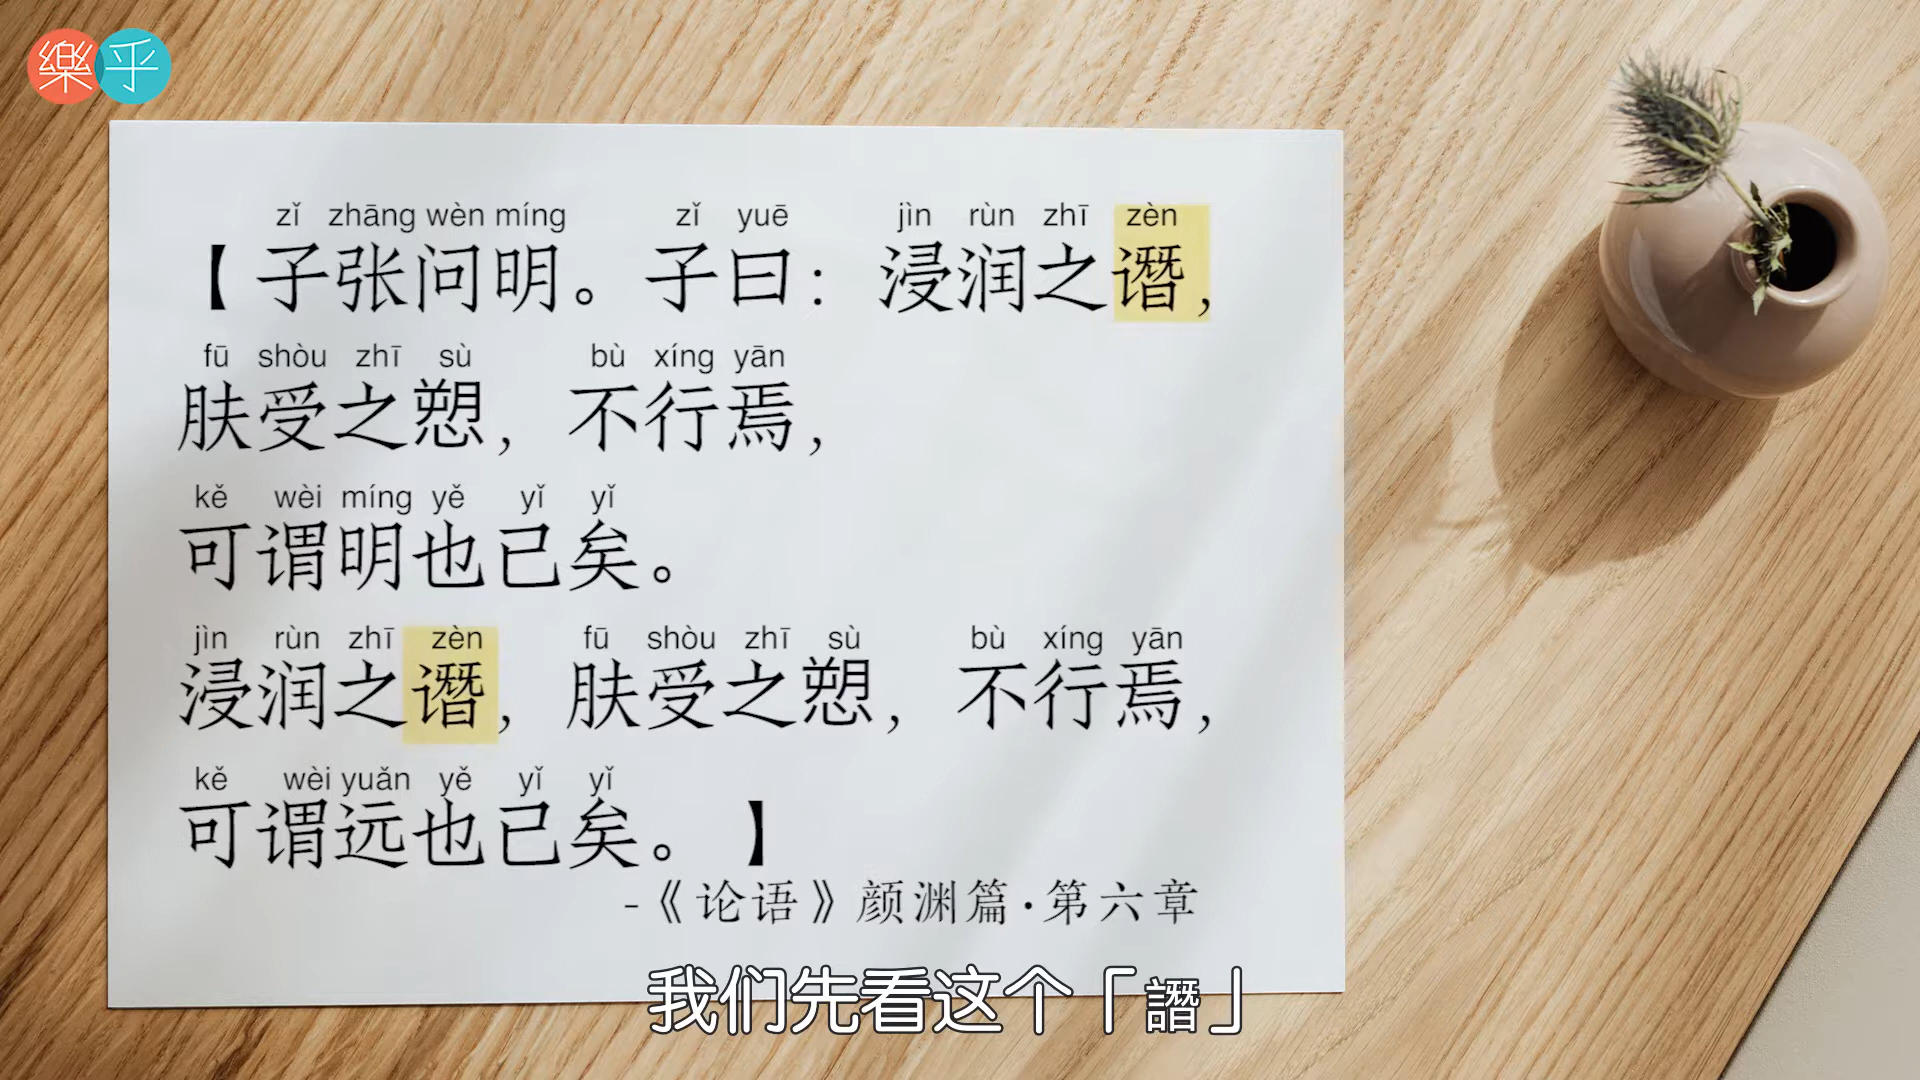 樂乎
zǐ zhāng wèn míng zǐ yuē jìn rùn zhī zèn
【子张问明。子曰：浸润之谮，
fū shòu zhī sù bù xíng yān
肤受之愬，不行焉，
kě wèi míng yě yǐ yǐ
可谓明也已矣。
jìn rùn zhī zèn fū shòu zhī sù bù xíng yān
浸润之谮，肤受之愬，不行焉，
kě wèi yuǎn yě yǐ yǐ
可谓远也已矣。】
-《论语》颜渊篇·第六章
我们先看这个「譖」